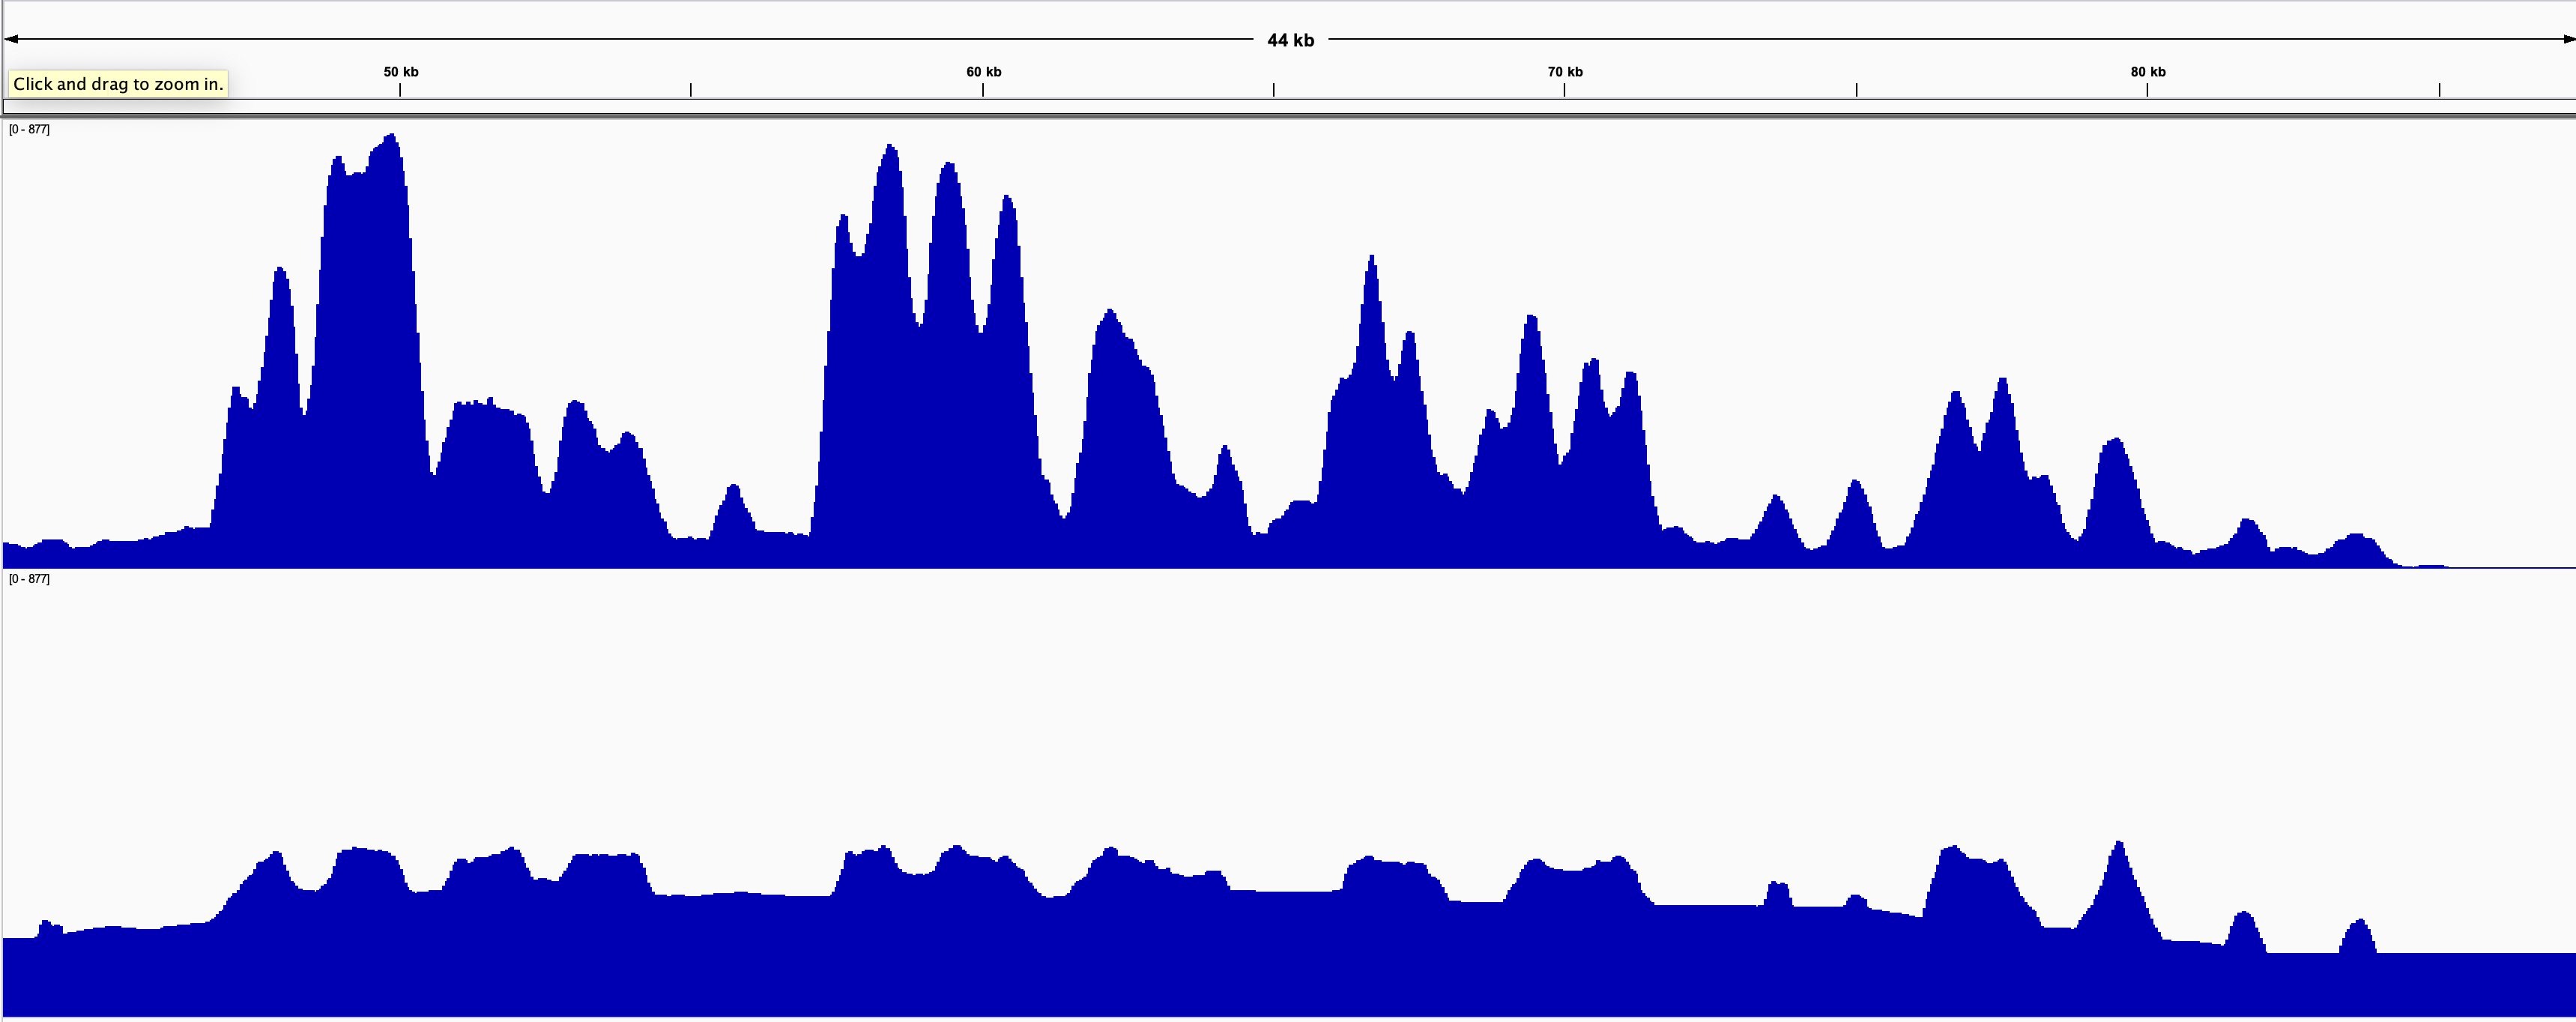 44 kb
50 kb 60 kb 70 kb 80 kb
Click and drag to zoom in.
[0 - 877]
[0 - 877]